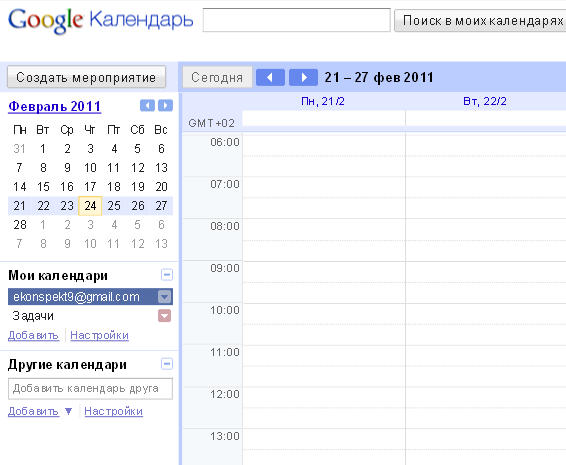 Google Календарь
Поиск в моих календарях
Создать мероприятие
Сегодня
21 – 27 фев 2011
Февраль 2011
Пн Вт Ср Чт Пт Сб Вс
31 1 2 3 4 5 6
7 8 9 10 11 12 13
14 15 16 17 18 19 20
21 22 23 24 25 26 27
28 1 2 3 4 5 6
7 8 9 10 11 12 13
Мои календари
ekonspekt9@gmail.com
Задачи
Добавить Настройки
Другие календари
Добавить календарь друга
Добавить ▼ Настройки
Пн, 21/2
Вт, 22/2
GMT+02
06:00
07:00
08:00
09:00
10:00
11:00
12:00
13:00